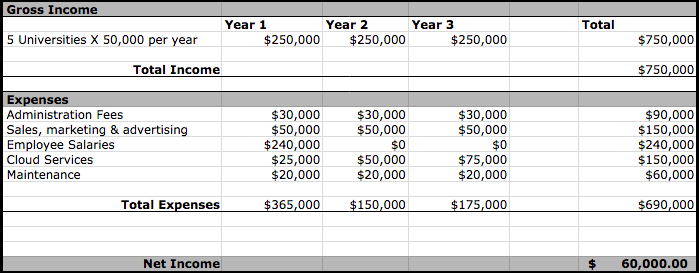 Gross Income
Year 1 Year 2 Year 3 Total
5 Universities X 50,000 per year $250,000 $250,000 $250,000 $750,000
Total Income $750,000
Expenses
Administration Fees $30,000 $30,000 $30,000 $90,000
Sales, marketing & advertising $50,000 $50,000 $50,000 $150,000
Employee Salaries $240,000 $0 $0 $240,000
Cloud Services $25,000 $50,000 $75,000 $150,000
Maintenance $20,000 $20,000 $20,000 $60,000
Total Expenses $365,000 $150,000 $175,000 $690,000
Net Income $ 60,000.00